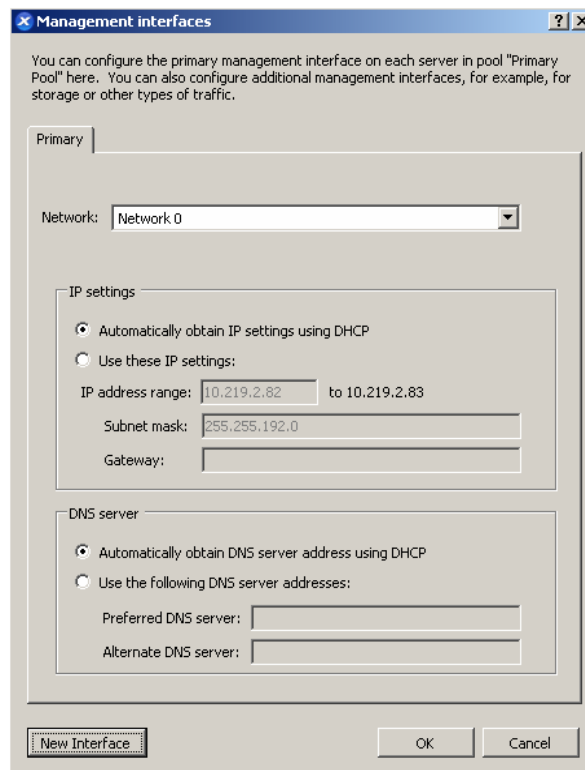 Management interfaces
You can configure the primary management interface on each server in pool "Primary
Pool" here. You can also configure additional management interfaces, for example, for
storage or other types of traffic.
Primary
Network: Network 0
IP settings
Automatically obtain IP settings using DHCP
Use these IP settings:
IP address range: 10.219.2.82 to 10.219.2.83
Subnet mask: 255.255.192.0
Gateway:
DNS server
Automatically obtain DNS server address using DHCP
Use the following DNS server addresses:
Preferred DNS server:
Alternate DNS server:
New Interface OK Cancel